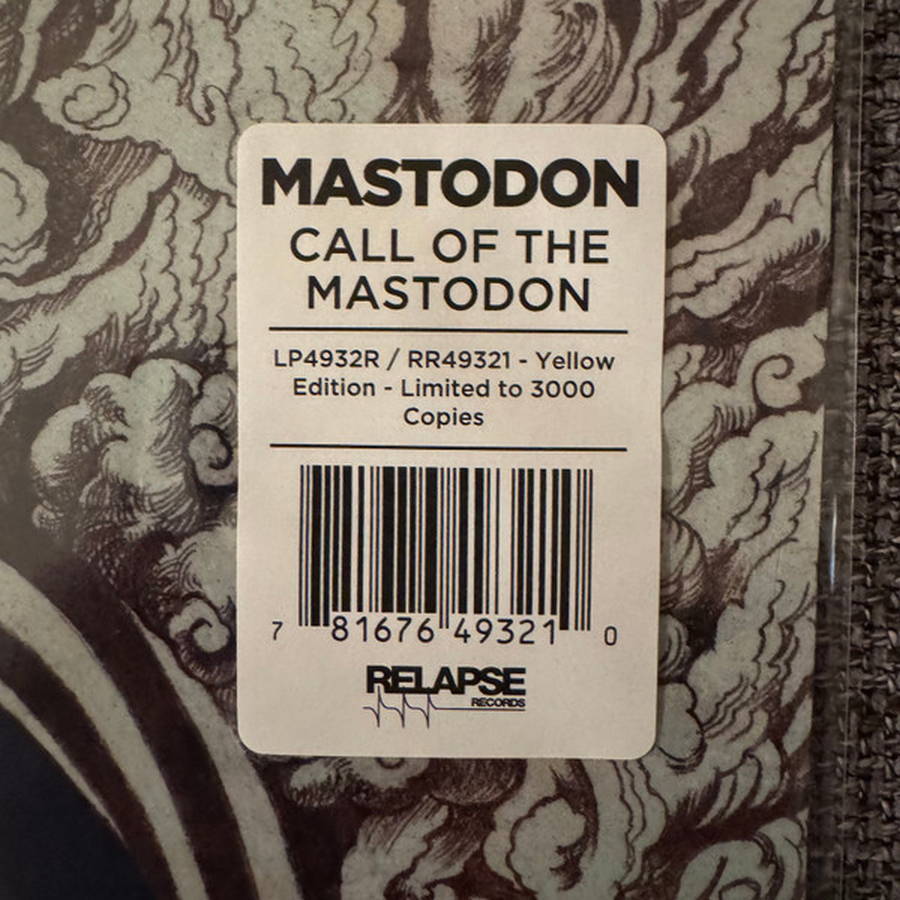 MASTODON
CALL OF THE
MASTODON
LP4932R / RR49321 - Yellow
Edition - Limited to 3000
Copies
7 81676 49321 0
RELAPSE
RECORDS